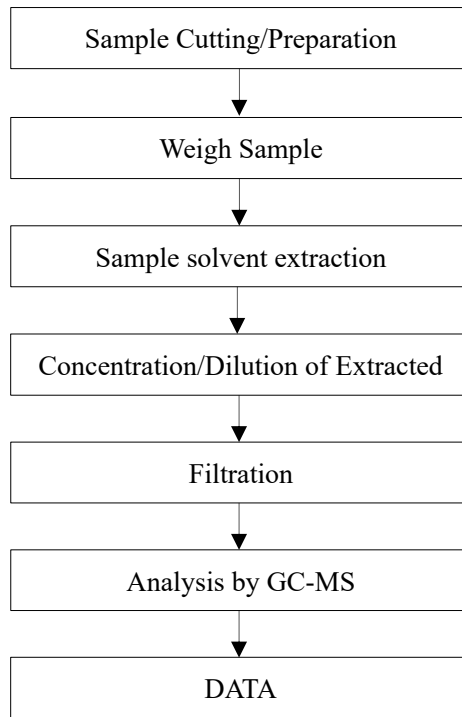 Sample Cutting/Preparation
Weigh Sample
Sample solvent extraction
Concentration/Dilution of Extracted
Filtration
Analysis by GC-MS
DATA